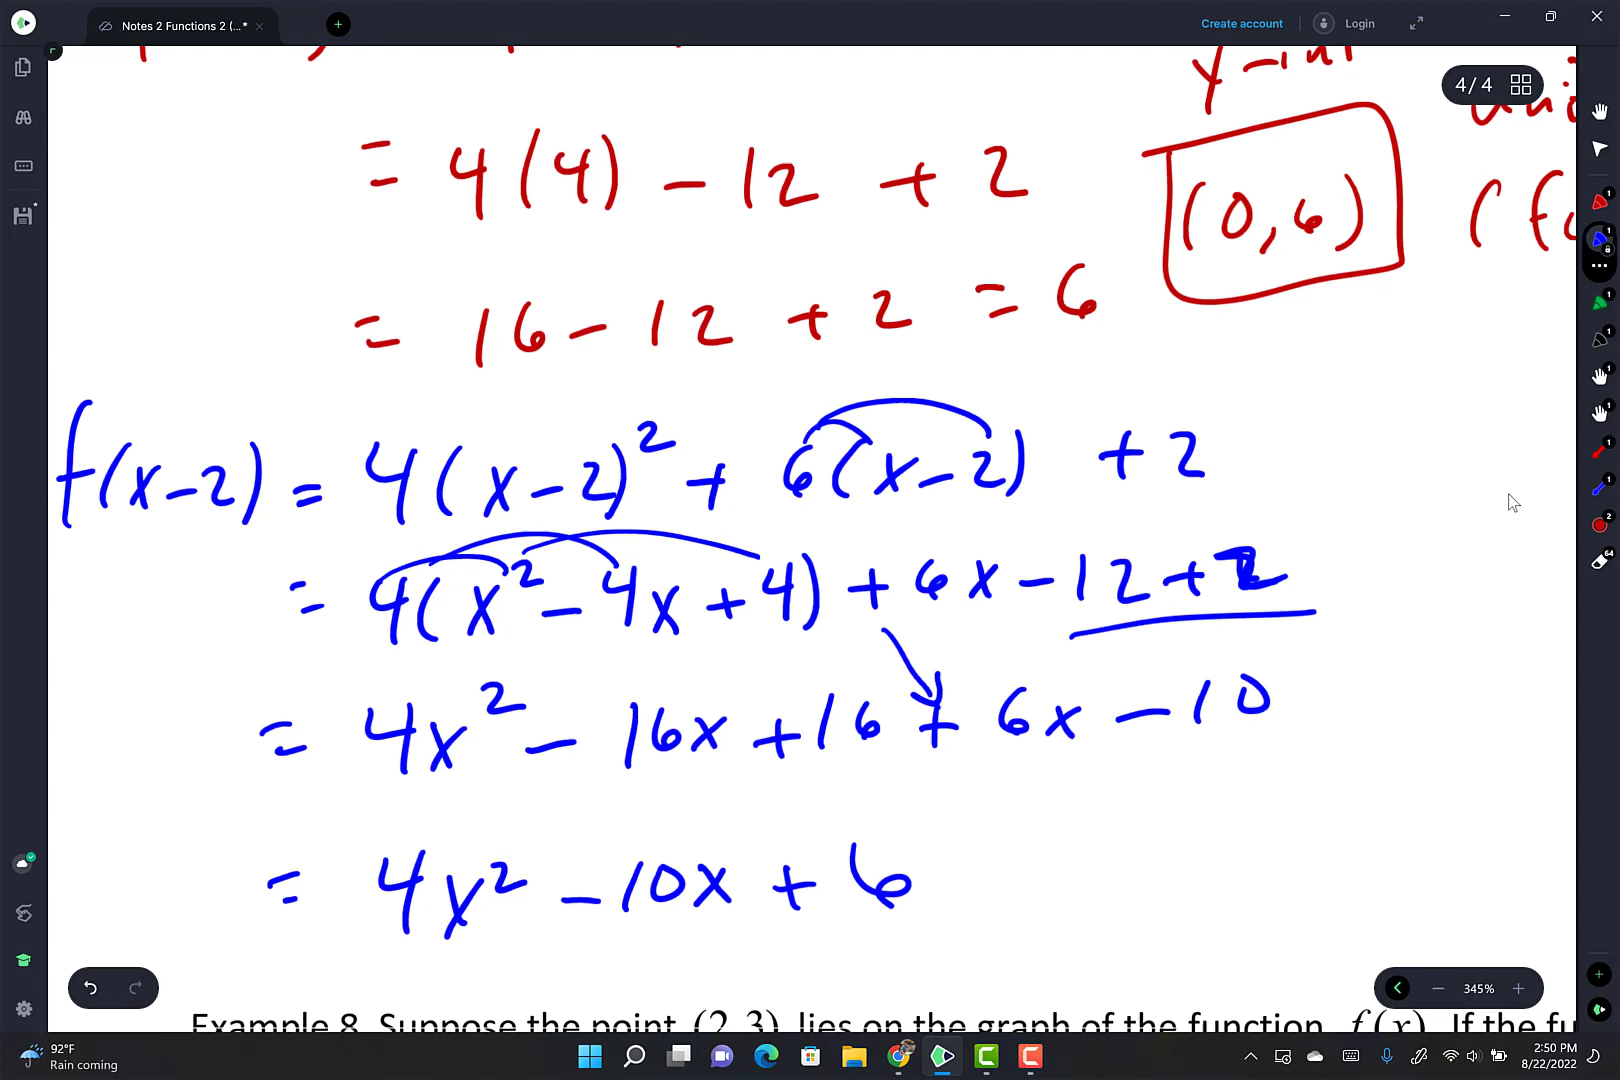 Notes 2 Functions 2 (...*
Create account
Login
4/4
y-int
= 4(4) - 12 + 2
(0,6)
= 16 - 12 + 2 = 6
f(x-2) = 4(x-2)² + 6(x-2) + 2
= 4(x² - 4x + 4) + 6x - 12 + 2
= 4x² - 16x + 16 + 6x - 10
= 4x² - 10x + 6
345%
Example 8. Suppose the point (2,3) lies on the graph of the function f(x). If the fu
92°F
Rain coming
2:50 PM
8/22/2022